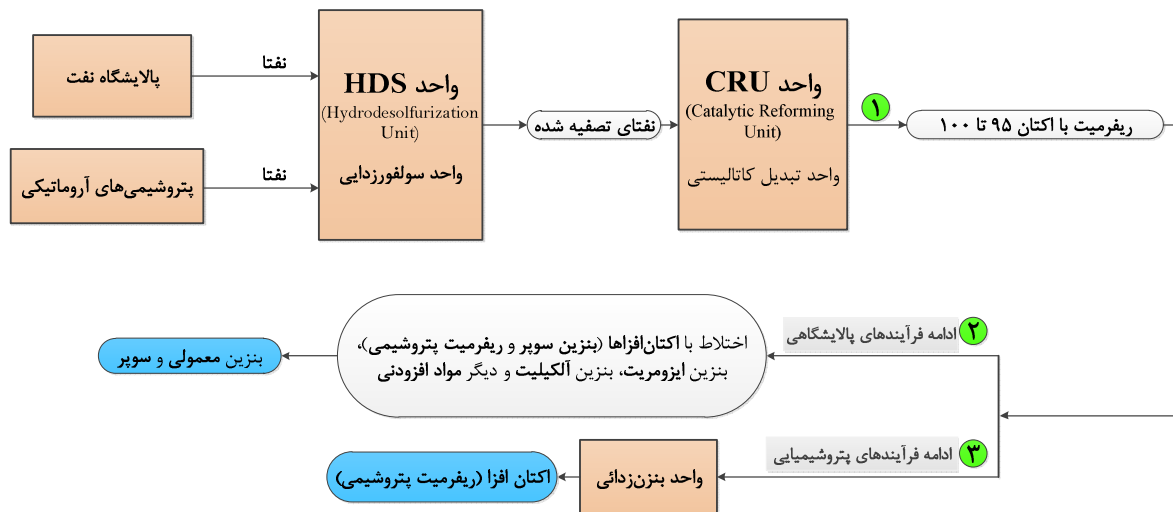 پالایشگاه نفت
نفتا
پتروشیمی‌های آروماتیکی
نفتا
واحد HDS
(Hydrodesolfurization
Unit)
واحد سولفورزدایی
نفتای تصفیه شده
واحد CRU
(Catalytic Reforming
Unit)
واحد تبدیل کاتالیستی
۱
ریفرمیت با اکتان ۹۵ تا ۱۰۰
۲
ادامه فرآیندهای پالایشگاهی
اختلاط با اکتان‌افزاها (بنزین سوپر و ریفرمیت پتروشیمی)،
بنزین ایزومریت، بنزین آلکیلیت و دیگر مواد افزودنی
بنزین معمولی و سوپر
۳
ادامه فرآیندهای پتروشیمیایی
واحد بنزن‌زدائی
اکتان افزا (ریفرمیت پتروشیمی)